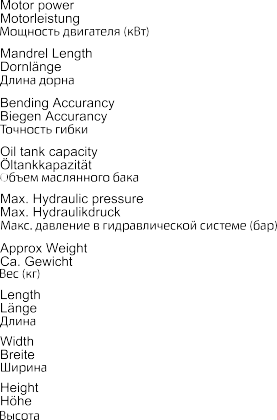 Motor power
Motorleistung
Мощность двигателя (кВт)
Mandrel Length
Dornlänge
Длина дорна
Bending Accurancy
Biegen Accurancy
Точность гибки
Oil tank capacity
Öltankkapazität
Объем маслянного бака
Max. Hydraulic pressure
Max. Hydraulikdruck
Макс. давление в гидравлической системе (бар)
Approx Weight
Ca. Gewicht
Вес (кг)
Length
Länge
Длина
Width
Breite
Ширина
Height
Höhe
Высота